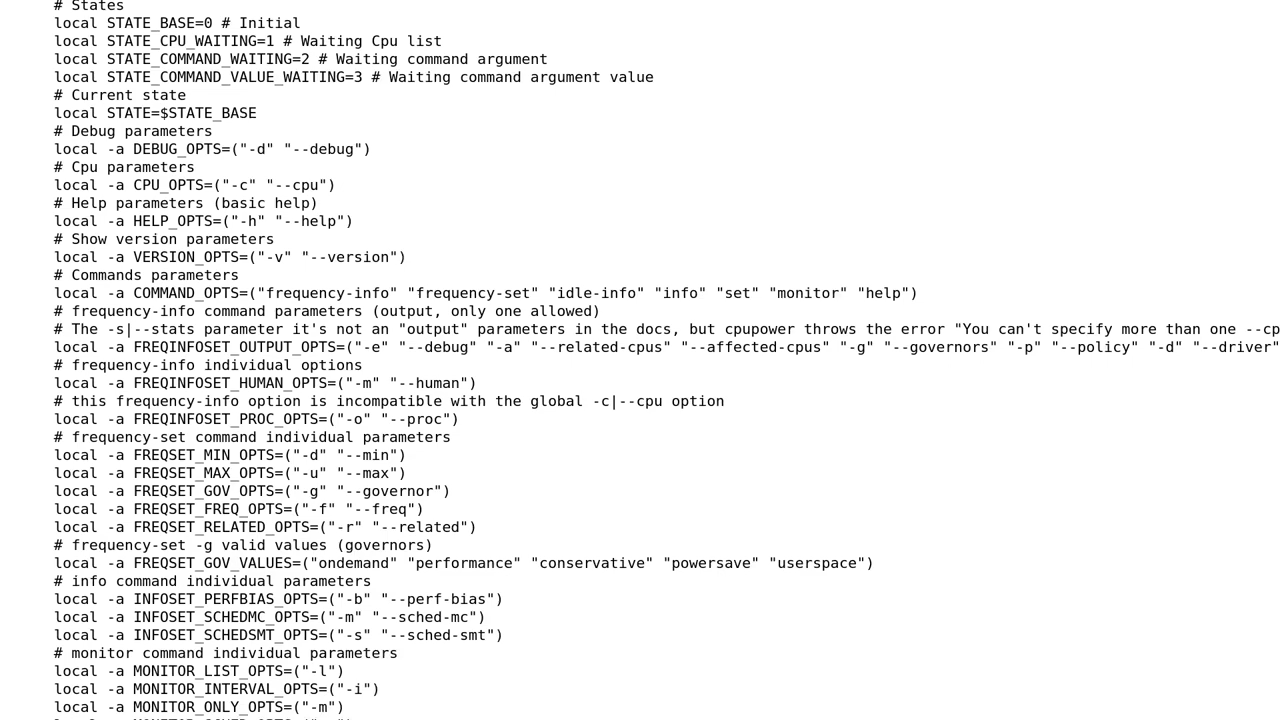 # States
local STATE_BASE=0 # Initial
local STATE_CPU_WAITING=1 # Waiting Cpu list
local STATE_COMMAND_WAITING=2 # Waiting command argument
local STATE_COMMAND_VALUE_WAITING=3 # Waiting command argument value
# Current state
local STATE=$STATE_BASE
# Debug parameters
local -a DEBUG_OPTS=("-d" "--debug")
# Cpu parameters
local -a CPU_OPTS=("-c" "--cpu")
# Help parameters (basic help)
local -a HELP_OPTS=("-h" "--help")
# Show version parameters
local -a VERSION_OPTS=("-v" "--version")
# Commands parameters
local -a COMMAND_OPTS=("frequency-info" "frequency-set" "idle-info" "info" "set" "monitor" "help")
# frequency-info command parameters (output, only one allowed)
# The -s|--stats parameter it's not an "output" parameters in the docs, but cpupower throws the error "You can't specify more than one --cp
local -a FREQINFOSET_OUTPUT_OPTS=("-e" "--debug" "-a" "--related-cpus" "--affected-cpus" "-g" "--governors" "-p" "--policy" "-d" "--driver"
# frequency-info individual options
local -a FREQINFOSET_HUMAN_OPTS=("-m" "--human")
# this frequency-info option is incompatible with the global -c|--cpu option
local -a FREQINFOSET_PROC_OPTS=("-o" "--proc")
# frequency-set command individual parameters
local -a FREQSET_MIN_OPTS=("-d" "--min")
local -a FREQSET_MAX_OPTS=("-u" "--max")
local -a FREQSET_GOV_OPTS=("-g" "--governor")
local -a FREQSET_FREQ_OPTS=("-f" "--freq")
local -a FREQSET_RELATED_OPTS=("-r" "--related")
# frequency-set -g valid values (governors)
local -a FREQSET_GOV_VALUES=("ondemand" "performance" "conservative" "powersave" "userspace")
# info command individual parameters
local -a INFOSET_PERFBIAS_OPTS=("-b" "--perf-bias")
local -a INFOSET_SCHEDMC_OPTS=("-m" "--sched-mc")
local -a INFOSET_SCHEDSMT_OPTS=("-s" "--sched-smt")
# monitor command individual parameters
local -a MONITOR_LIST_OPTS=("-l")
local -a MONITOR_INTERVAL_OPTS=("-i")
local -a MONITOR_ONLY_OPTS=("-m")